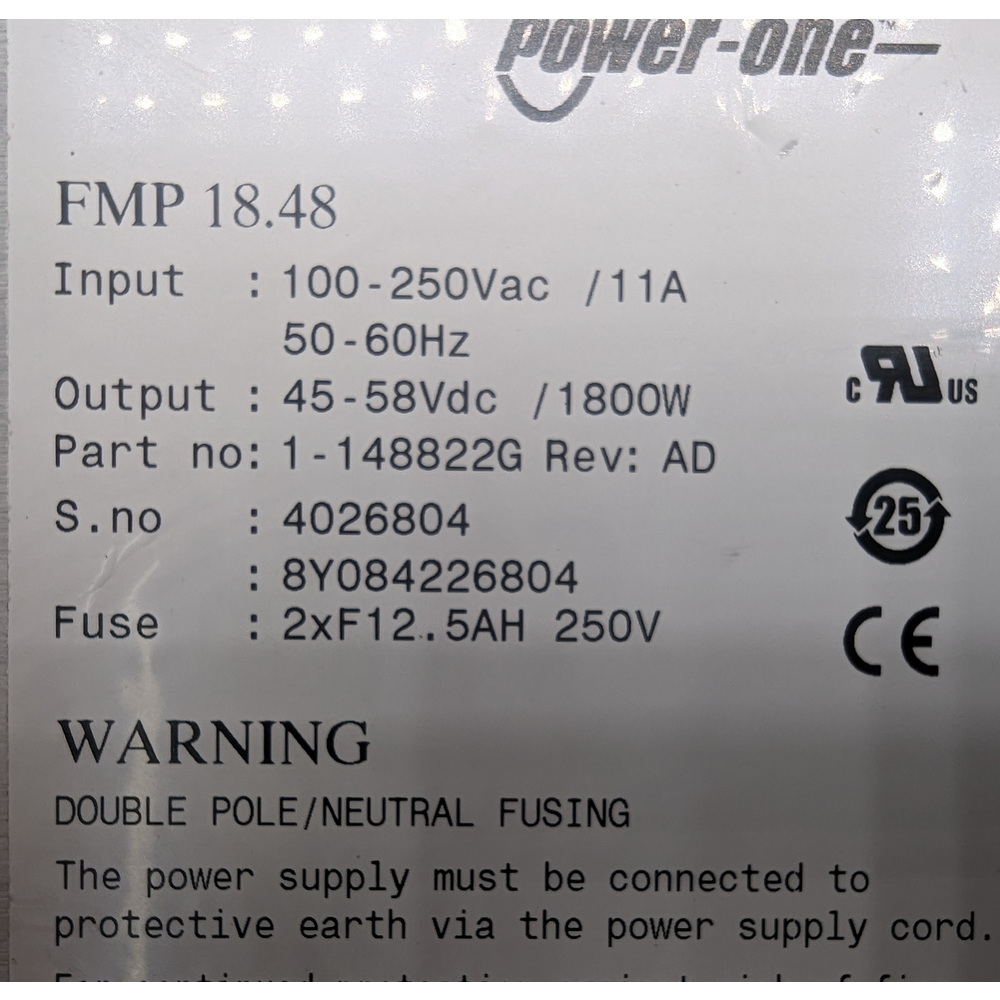 power-one™
FMP 18.48
Input : 100-250Vac /11A
50-60Hz
Output : 45-58Vdc /1800W
Part no: 1-148822G Rev: AD
S.no : 4026804
: 8Y084226804
Fuse : 2xF12.5AH 250V
C RU US
25
CE
WARNING
DOUBLE POLE/NEUTRAL FUSING
The power supply must be connected to
protective earth via the power supply cord.